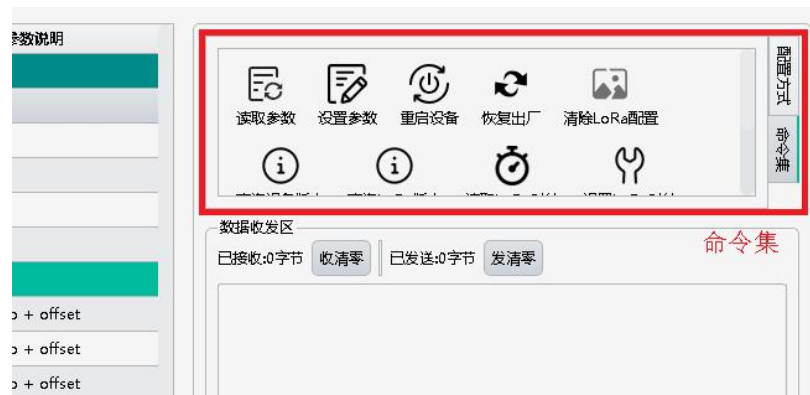 参数说明
配置方式
读取参数 设置参数 重启设备 恢复出厂 清除LoRa配置
命令集
数据收发区
已接收:0字节 收清零 已发送:0字节 发清零
命令集
o + offset
o + offset
o + offset